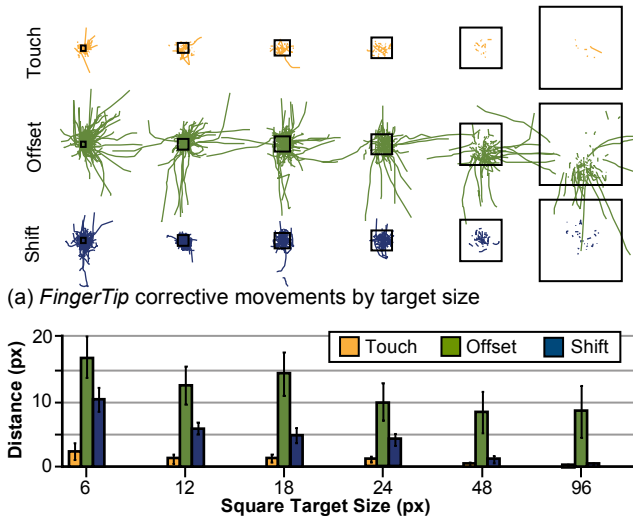 Touch
Offset
Shift
(a) FingerTip corrective movements by target size
Distance (px)
20
10
0
Touch Offset Shift
6 12 18 24 48 96
Square Target Size (px)